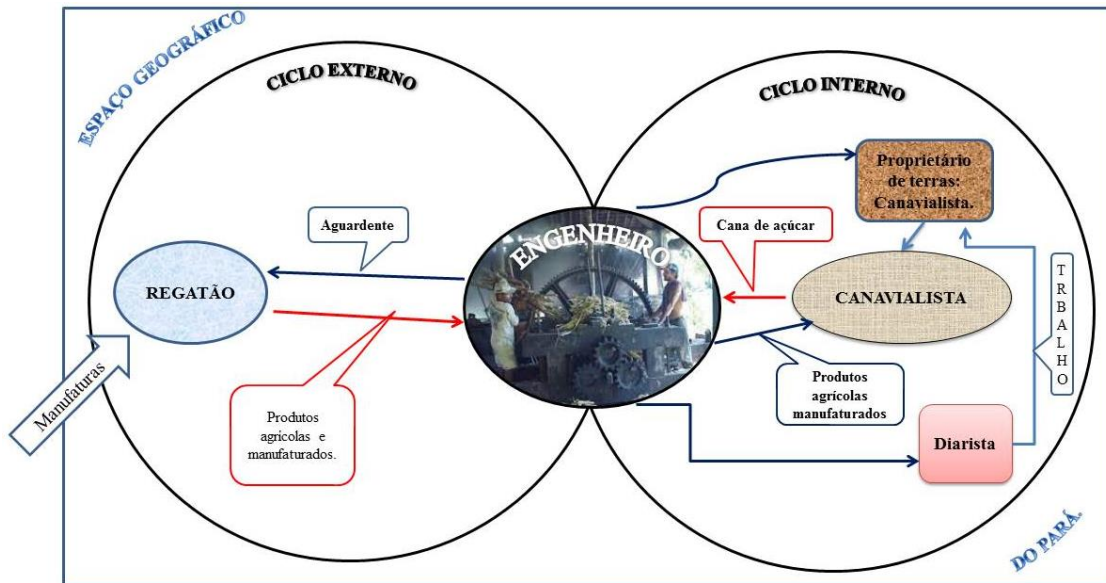 ESPAÇO GEOGRÁFICO
CICLO EXTERNO
CICLO INTERNO
Proprietário
de terras:
Canavialista.
Aguardente
ENGENHEIRO
Cana de açúcar
REGATÃO
CANAVIALISTA
T
R
B
A
L
H
O
Manufaturas
Produtos
agrícolas e
manufaturados.
Produtos
agrícolas
manufaturados
Diarista
DO PARÁ.